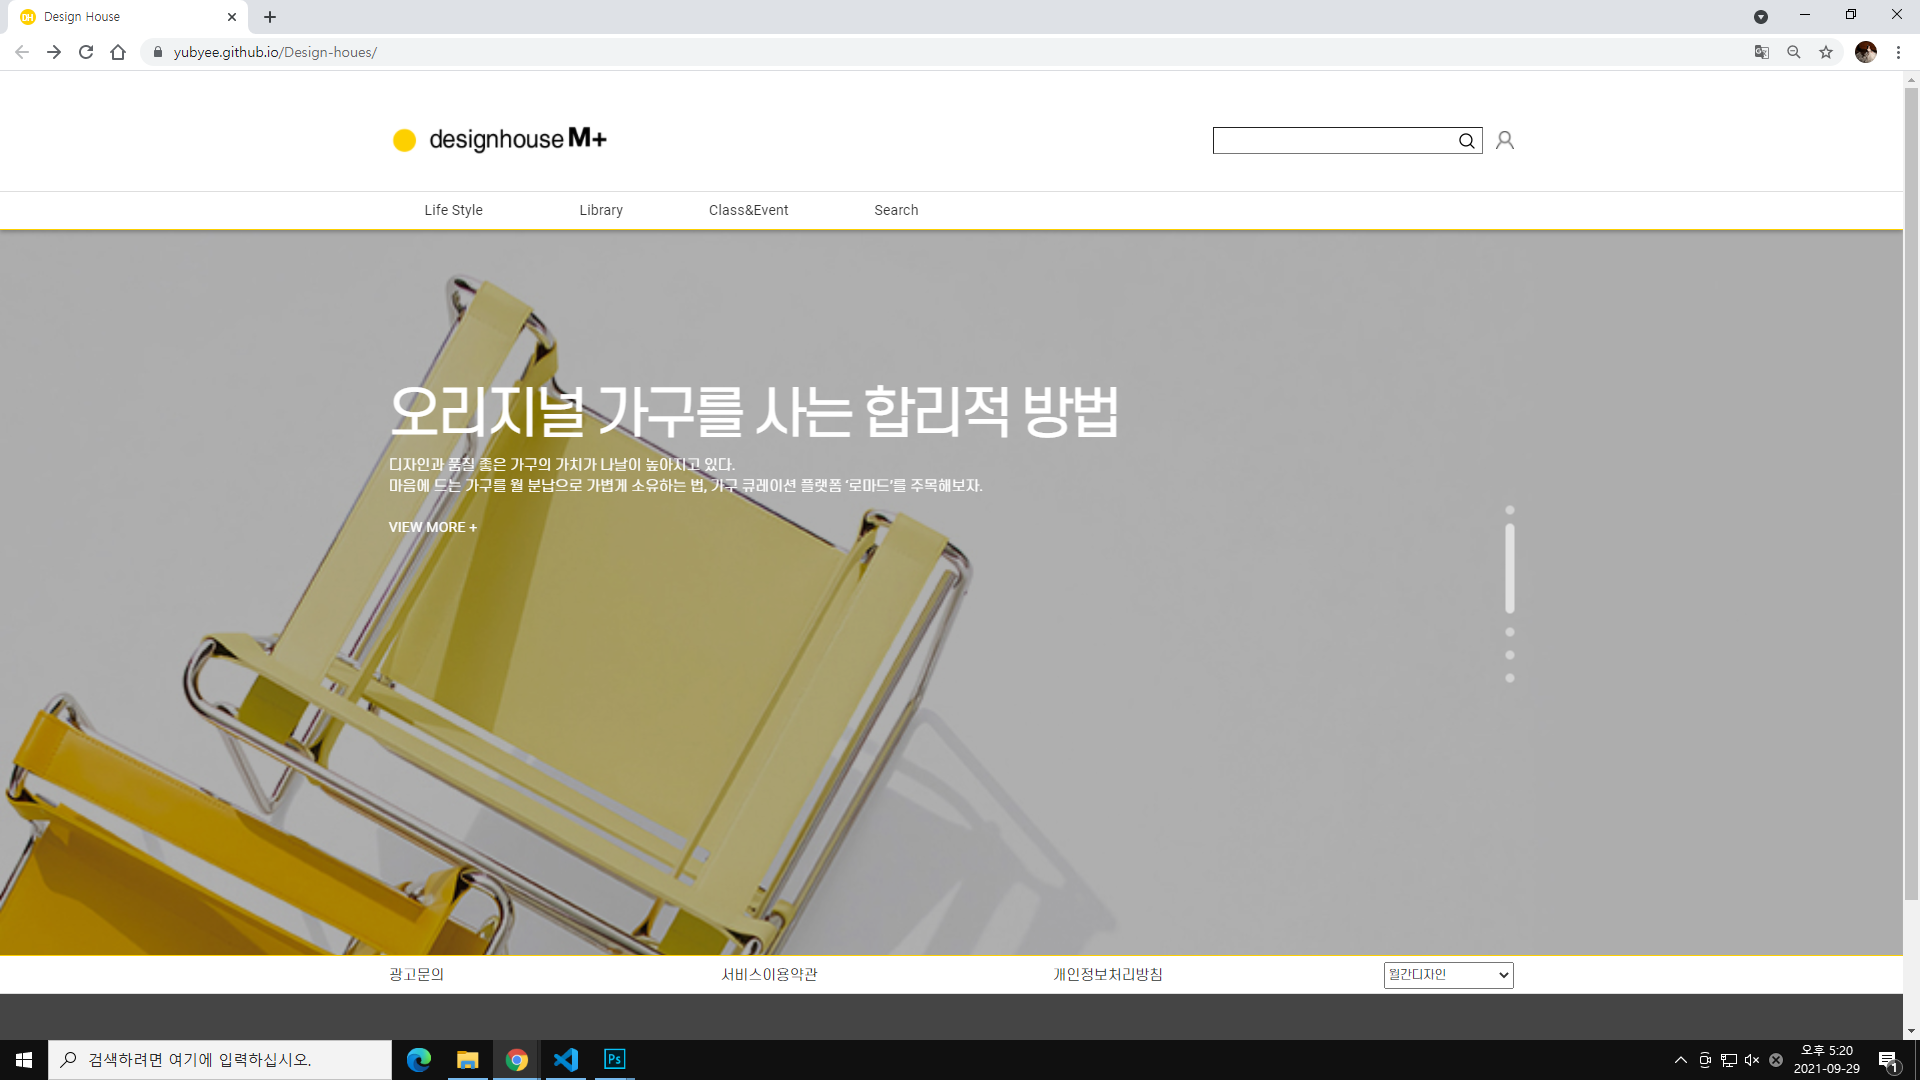 DH Design House
yubyee.github.io/Design-houes/
designhouse M+
Life Style Library Class&Event Search
오리지널 가구를 사는 합리적 방법
디자인과 품질 좋은 가구의 가치가 나날이 높아지고 있다.
마음에 드는 가구를 월 분납으로 가볍게 소유하는 법, 가구 큐레이션 플랫폼 '로마드'를 주목해보자.
VIEW MORE +
광고문의 서비스이용약관 개인정보처리방침 월간디자인
검색하려면 여기에 입력하십시오.
Ps
오후 5:20
2021-09-29
1